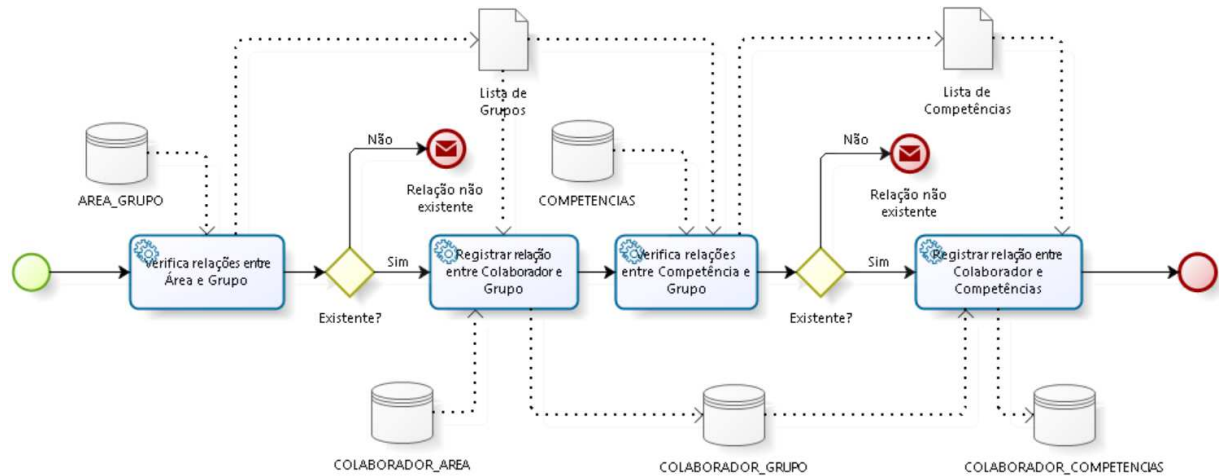 Lista de
Grupos
Lista de
Competências
Não
Relação não
existente
Não
Relação não
existente
AREA_GRUPO
COMPETENCIAS
Verifica relações entre
Área e Grupo
Existente?
Sim
Registrar relação
entre Colaborador e
Grupo
Verifica relações
entre Competência e
Grupo
Existente?
Sim
Registrar relação entre
Colaborador e
Competências
COLABORADOR_AREA
COLABORADOR_GRUPO
COLABORADOR_COMPETENCIAS